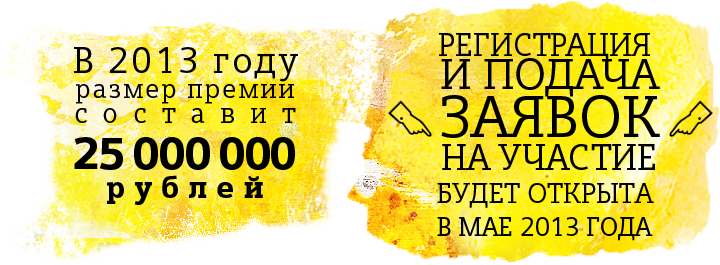 В 2013 году
размер премии
составит
25 000 000
рублей
РЕГИСТРАЦИЯ
И ПОДАЧА
ЗАЯВОК
НА УЧАСТИЕ
БУДЕТ ОТКРЫТА
В МАЕ 2013 ГОДА